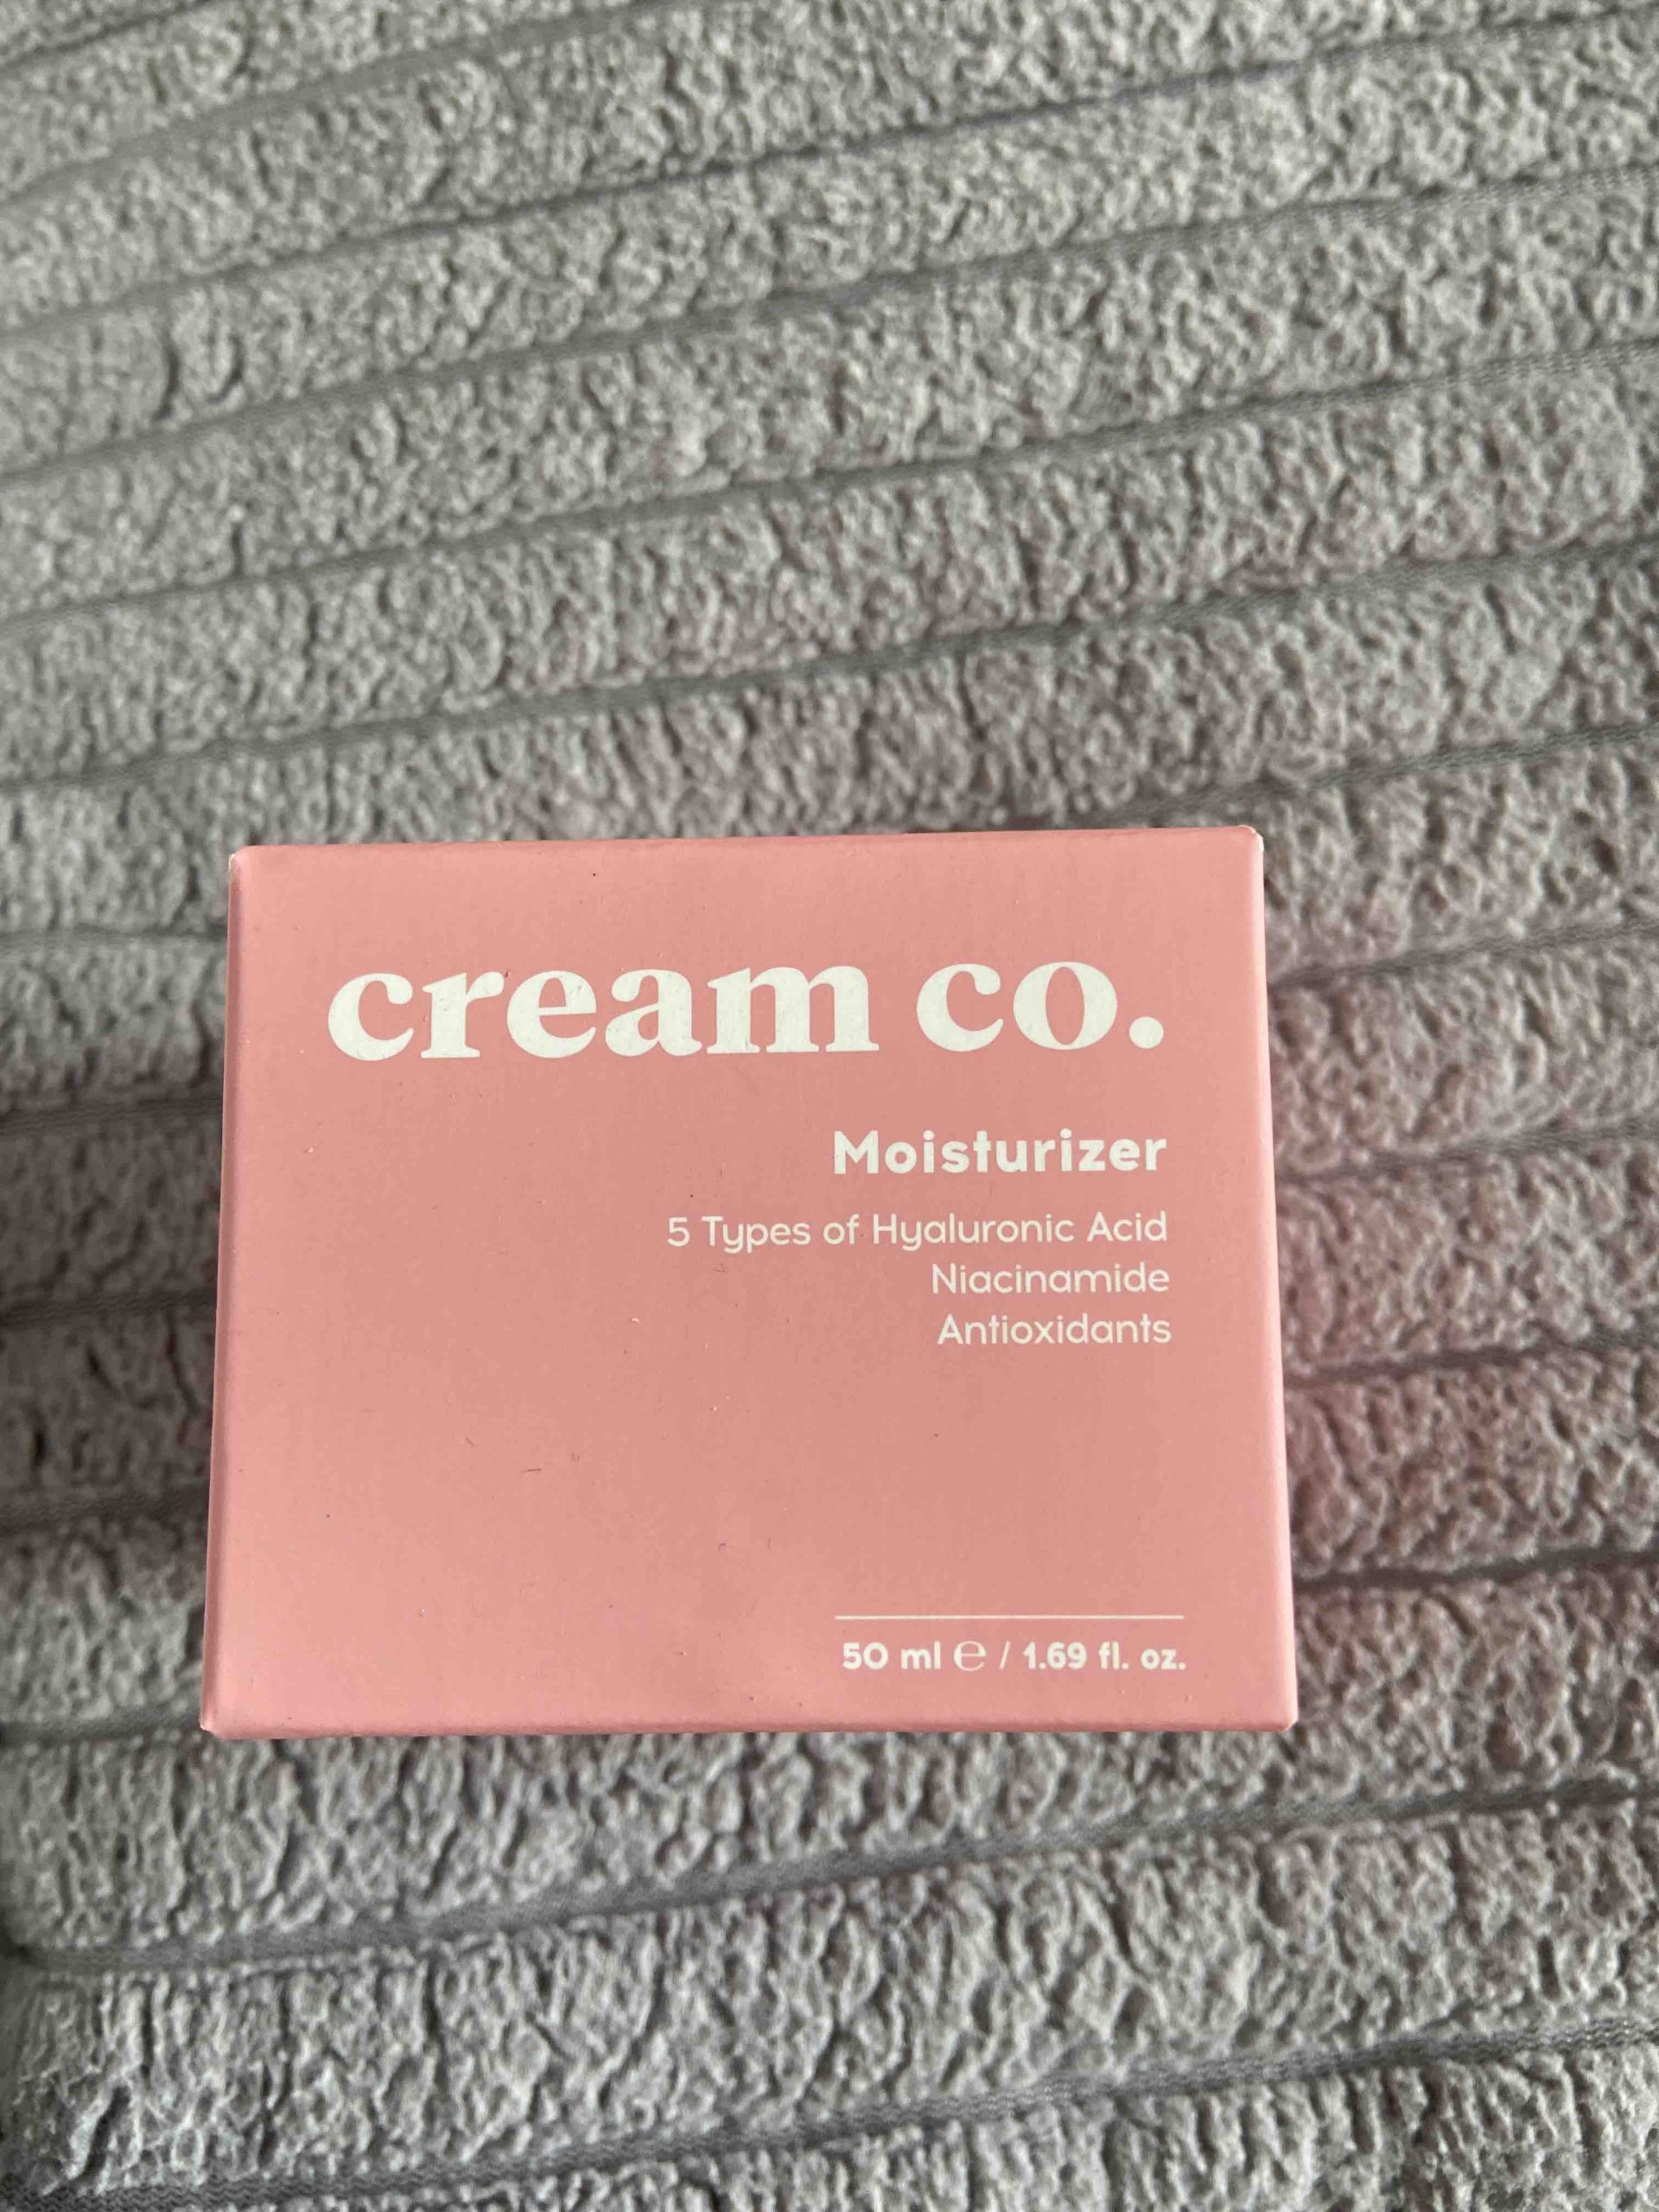 cream co.
Moisturizer
5 Types of Hyaluronic Acid
Niacinamide
Antioxidants
50 ml ℮ / 1.69 fl. oz.